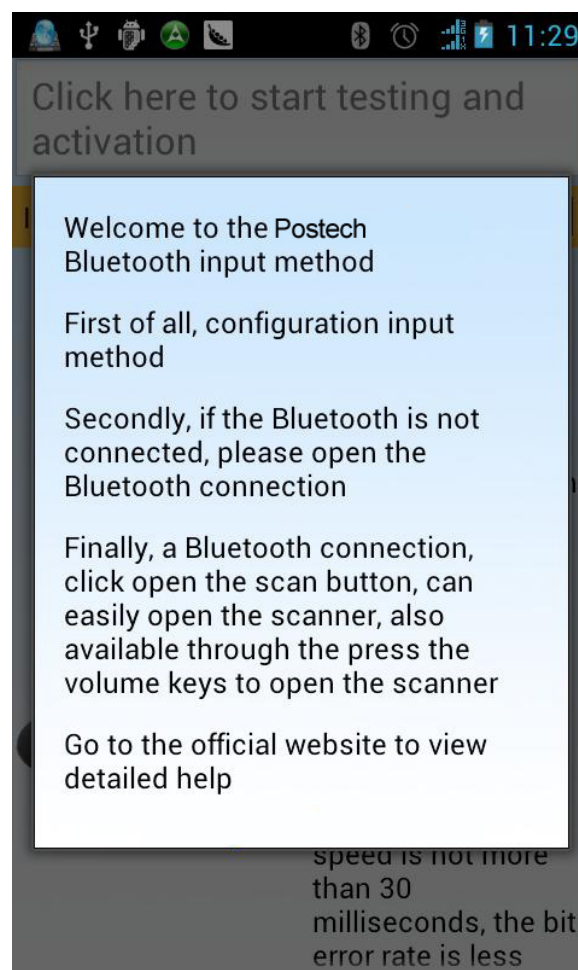 11:29
Click here to start testing and
activation
Welcome to the Postech
Bluetooth input method
First of all, configuration input
method
Secondly, if the Bluetooth is not
connected, please open the
Bluetooth connection
Finally, a Bluetooth connection,
click open the scan button, can
easily open the scanner, also
available through the press the
volume keys to open the scanner
Go to the official website to view
detailed help
speed is not more
than 30
milliseconds, the bit
error rate is less